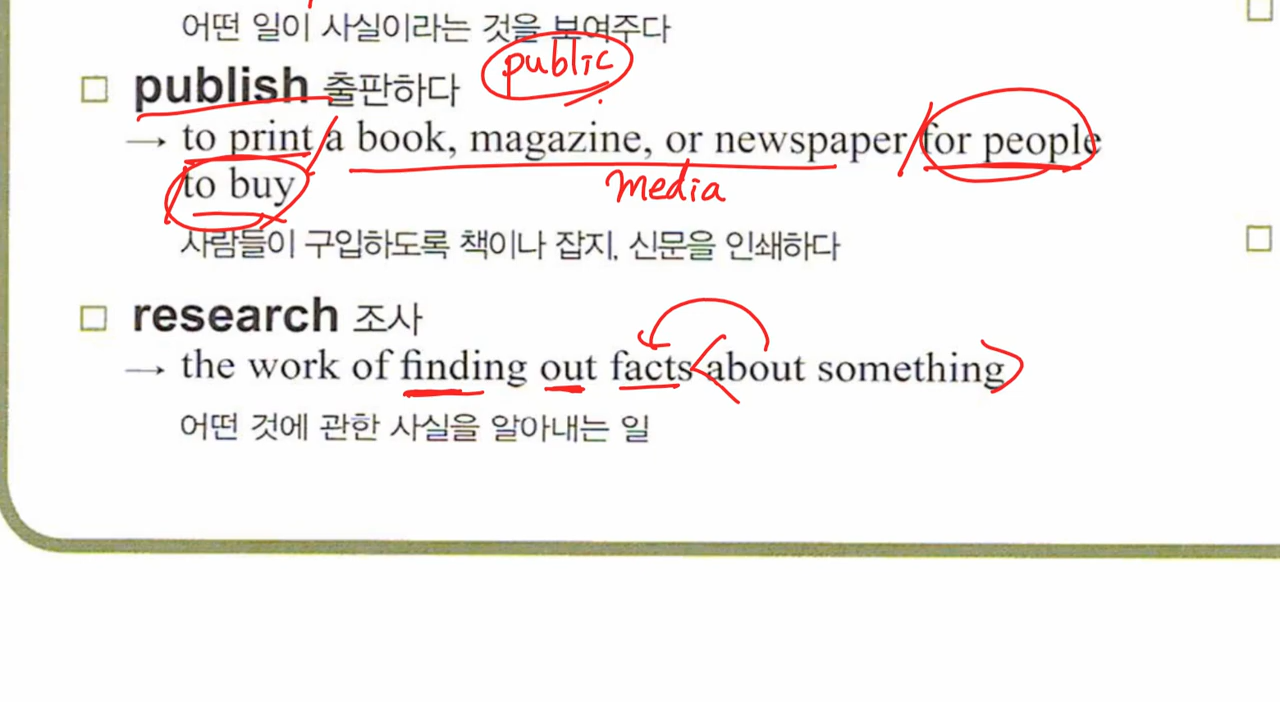 어떤 일이 사실이라는 것을 보여주다
publish 출판하다 public
→ to print a book, magazine, or newspaper for people
to buy
media
사람들이 구입하도록 책이나 잡지, 신문을 인쇄하다
research 조사
→ the work of finding out facts about something
어떤 것에 관한 사실을 알아내는 일